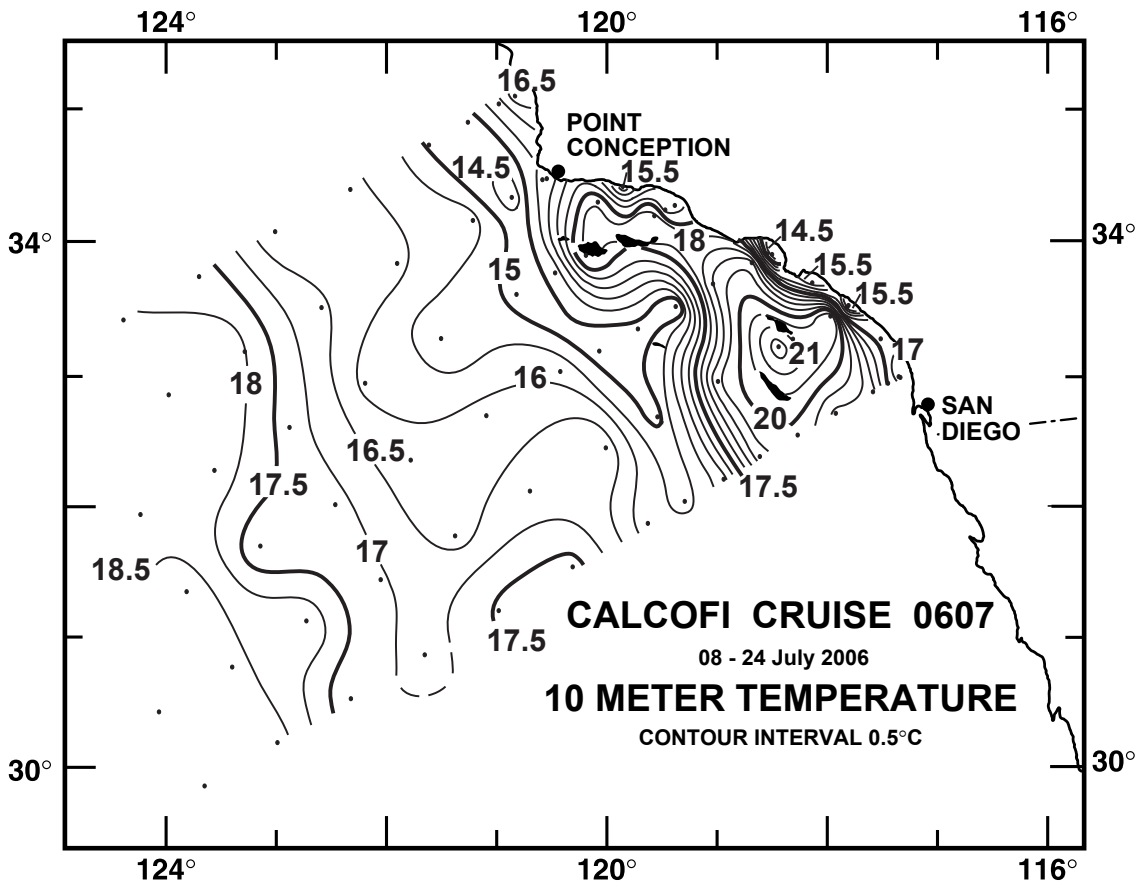 124° 120° 116°
16.5
POINT
CONCEPTION
14.5
15.5
34°
18
14.5
34°
15
15.5
15.5
21
17
18
16
20
SAN
DIEGO
16.5
17.5
17.5
17
18.5
17.5
CALCOFI CRUISE 0607
08 - 24 July 2006
10 METER TEMPERATURE
CONTOUR INTERVAL 0.5°C
30°
30°
124° 120° 116°